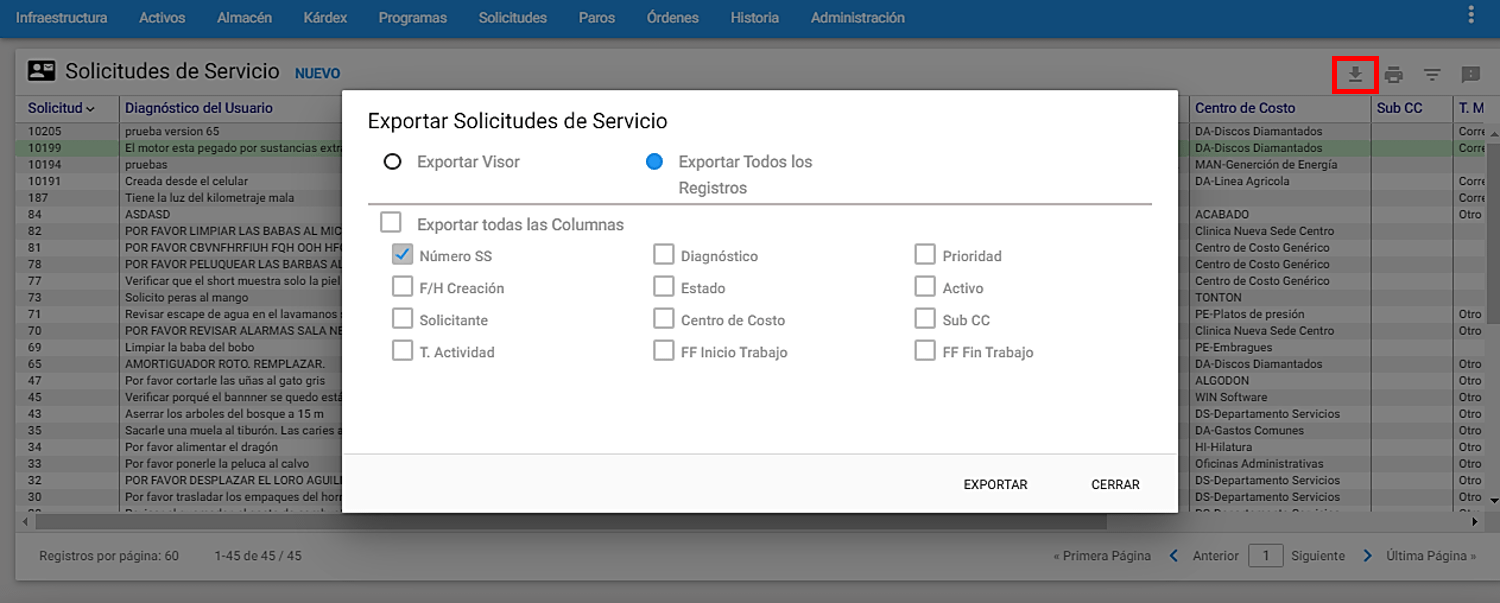 Infraestructura Activos Almacén Kárdex Programas Solicitudes Paros Órdenes Historia Administración
Solicitudes de Servicio NUEVO
Solicitud Diagnóstico del Usuario Centro de Costo Sub CC T. M
10205 prueba version 65 DA-Discos Diamantados Corre
10199 El motor esta pegado por sustancias extra DA-Discos Diamantados Corre
10194 pruebas MAN-Generción de Energía
10191 Creada desde el celular DA-Linea Agricola Corre
187 Tiene la luz del kilometraje mala Corre
84 ASDASD ACABADO Otro
82 POR FAVOR LIMPIAR LAS BABAS AL MIC Clinica Nueva Sede Centro
81 POR FAVOR CBVNFHRFIUH FQH OOH HF Centro de Costo Genérico
78 POR FAVOR PELUQUEAR LAS BARBAS AL Centro de Costo Genérico
77 Verificar que el short muestra solo la piel Centro de Costo Genérico
73 Solicito peras al mango TONTON
71 Revisar escape de agua en el lavamanos PE-Platos de presión Otro
70 POR FAVOR REVISAR ALARMAS SALA NE Clinica Nueva Sede Centro Otro
69 Limpiar la baba del bobo PE-Embragues
65 AMORTIGUADOR ROTO. REMPLAZAR. DA-Discos Diamantados Otro
47 Por favor cortarle las uñas al gato gris ALGODON Otro
45 Verificar porqué el bannner se quedo está WIN Software Otro
43 Aserrar los arboles del bosque a 15 m DS-Departamento Servicios Otro
35 Sacarle una muela al tiburón. Las caries a DA-Gastos Comunes Otro
34 Por favor alimentar el dragón HI-Hilatura Otro
33 Por favor ponerle la peluca al calvo Oficinas Administrativas Otro
32 POR FAVOR DESPLAZAR EL LORO AGUIL DS-Departamento Servicios Otro
30 Por favor trasladar los empaques del horn DS-Departamento Servicios Otro
Exportar Solicitudes de Servicio
Exportar Visor Exportar Todos los
Registros
Exportar todas las Columnas
Número SS Diagnóstico Prioridad
F/H Creación Estado Activo
Solicitante Centro de Costo Sub CC
T. Actividad FF Inicio Trabajo FF Fin Trabajo
EXPORTAR CERRAR
Registros por página: 60 1-45 de 45 / 45 « Primera Página Anterior 1 Siguiente Última Página »